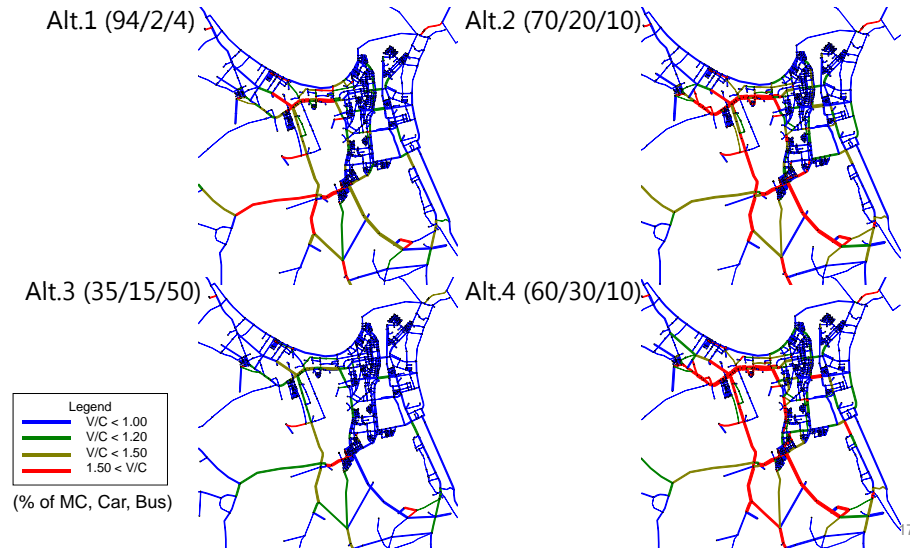 Alt.1 (94/2/4)
Alt.2 (70/20/10)
Alt.3 (35/15/50)
Alt.4 (60/30/10)
Legend
V/C < 1.00
V/C < 1.20
V/C < 1.50
1.50 < V/C
(% of MC, Car, Bus)
17